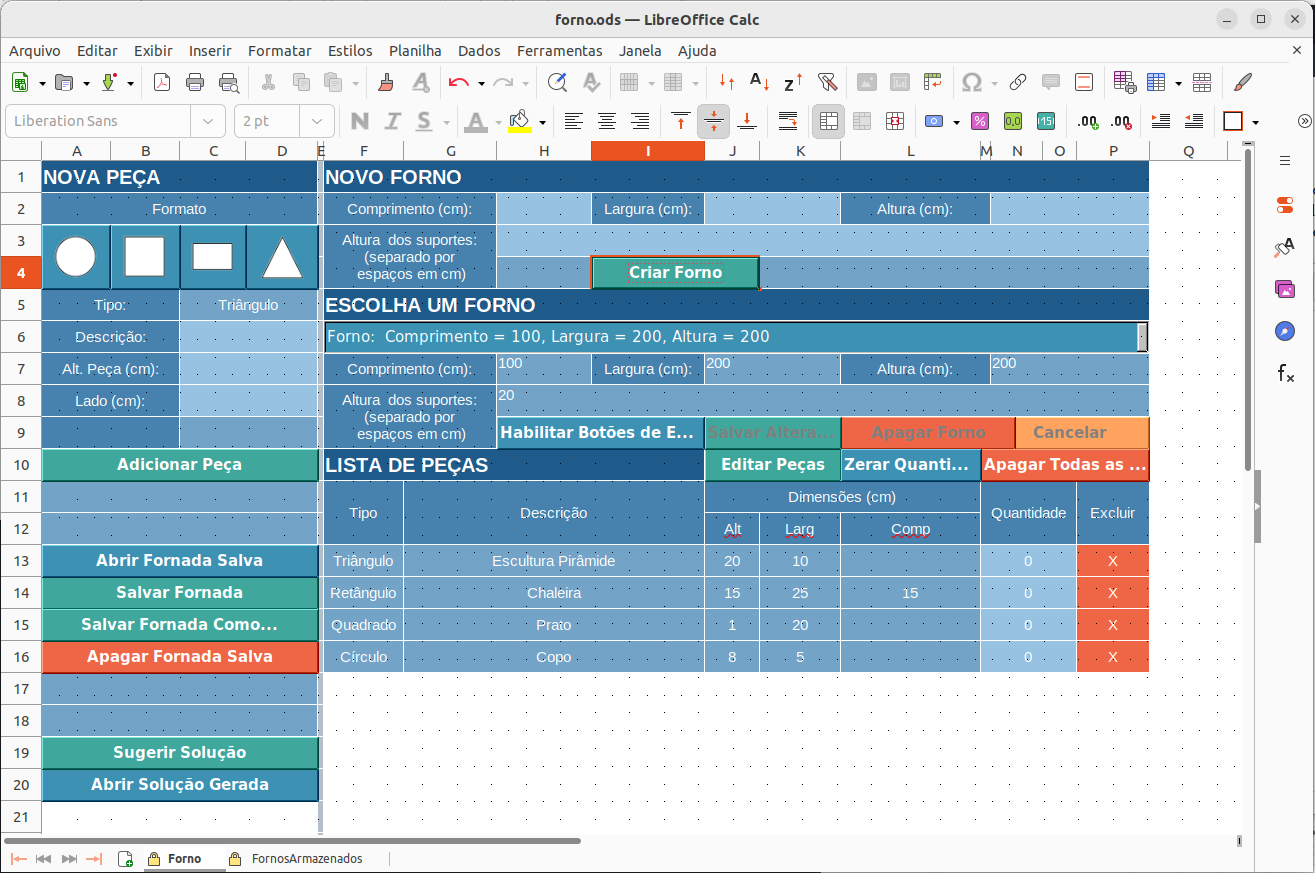 forno.ods — LibreOffice Calc
Arquivo Editar Exibir Inserir Formatar Estilos Planilha Dados Ferramentas Janela Ajuda
Liberation Sans 2 pt N I S A
A B C D E F G H I J K L M N O P Q
1 NOVA PEÇA NOVO FORNO
2 Formato Comprimento (cm): Largura (cm): Altura (cm):
3 Altura dos suportes:
(separado por
4 espaços em cm) Criar Forno
5 Tipo: Triângulo ESCOLHA UM FORNO
6 Descrição: Forno: Comprimento = 100, Largura = 200, Altura = 200
7 Alt. Peça (cm): Comprimento (cm): 100 Largura (cm): 200 Altura (cm): 200
8 Lado (cm): Altura dos suportes: 20
(separado por
9 espaços em cm) Habilitar Botões de E... Salvar Altera... Apagar Forno Cancelar
10 Adicionar Peça LISTA DE PEÇAS Editar Peças Zerar Quanti... Apagar Todas as ...
11 Tipo Descrição Dimensões (cm) Quantidade Excluir
12 Alt Larg Comp
13 Abrir Fornada Salva Triângulo Escultura Pirâmide 20 10 0 X
14 Salvar Fornada Retângulo Chaleira 15 25 15 0 X
15 Salvar Fornada Como... Quadrado Prato 1 20 0 X
16 Apagar Fornada Salva Círculo Copo 8 5 0 X
17
18
19 Sugerir Solução
20 Abrir Solução Gerada
21
Forno FornosArmazenados